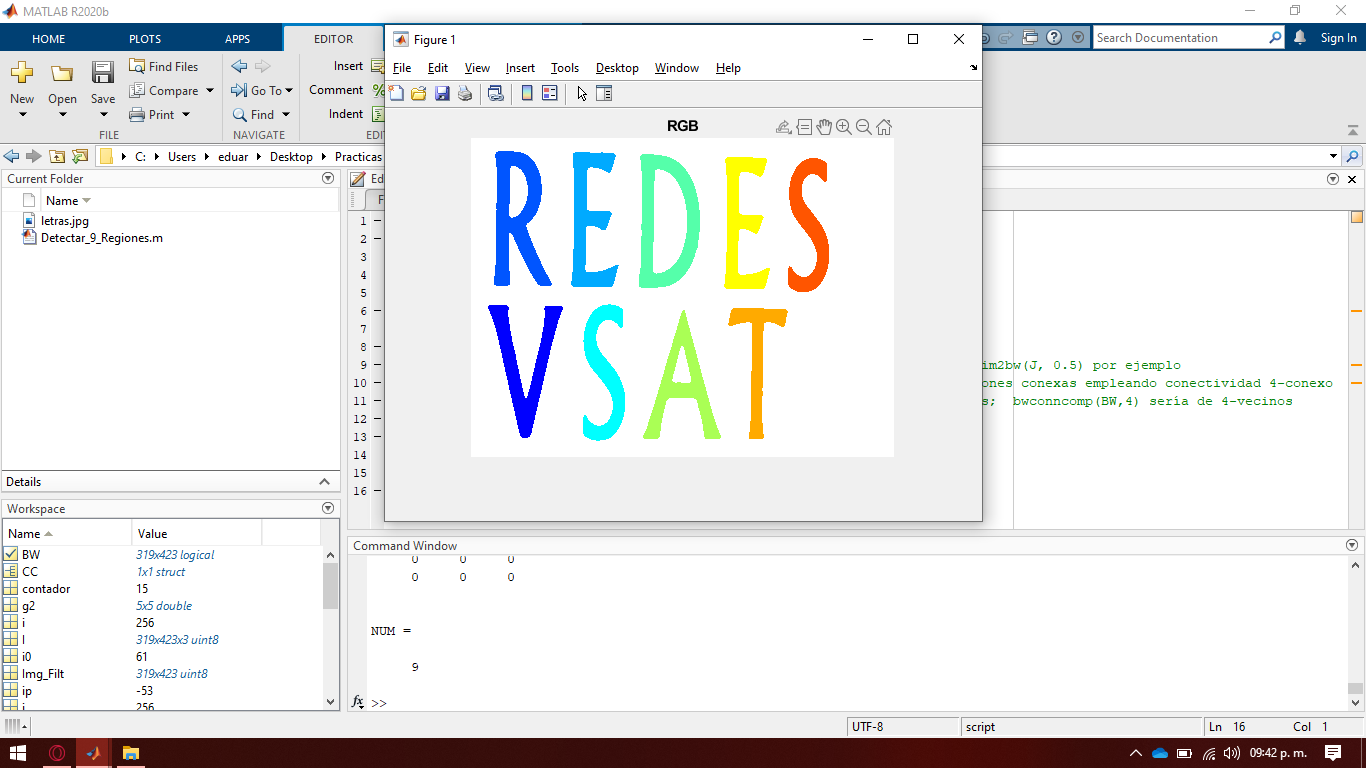 MATLAB R2020b
HOME PLOTS APPS EDITOR
Search Documentation
Sign In
New Open Save
Find Files
Compare
Print
Go To
Find
Insert
Comment
Indent
FILE NAVIGATE
C: Users eduar Desktop Practicas
Current Folder
Name
letras.jpg
Detectar_9_Regiones.m
Details
Workspace
Name Value
BW 319x423 logical
CC 1x1 struct
contador 15
g2 5x5 double
i 256
I 319x423x3 uint8
i0 61
Img_Filt 319x423 uint8
ip -53
j 256
Figure 1
File Edit View Insert Tools Desktop Window Help
RGB
REDES
VSAT
1
2
3
4
5
6
7
8
9
10
11
12
13
14
15
16
im2bw(J, 0.5) por ejemplo
ones conexas empleando conectividad 4-conexo
s; bwconncomp(BW,4) sería de 4-vecinos
Command Window
0 0 0
0 0 0
NUM =
9
fx >>
UTF-8 script Ln 16 Col 1
09:42 p. m.